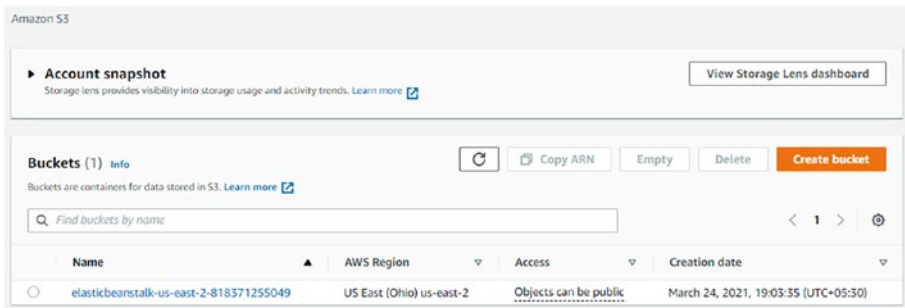 Amazon S3
Account snapshot
Storage lens provides visibility into storage usage and activity trends. Learn more
View Storage Lens dashboard
Buckets (1) Info
Copy ARN Empty Delete Create bucket
Buckets are containers for data stored in S3. Learn more
Find buckets by name
1
Name AWS Region Access Creation date
elasticbeanstalk-us-east-2-818371255049 US East (Ohio) us-east-2 Objects can be public March 24, 2021, 19:03:35 (UTC+05:30)